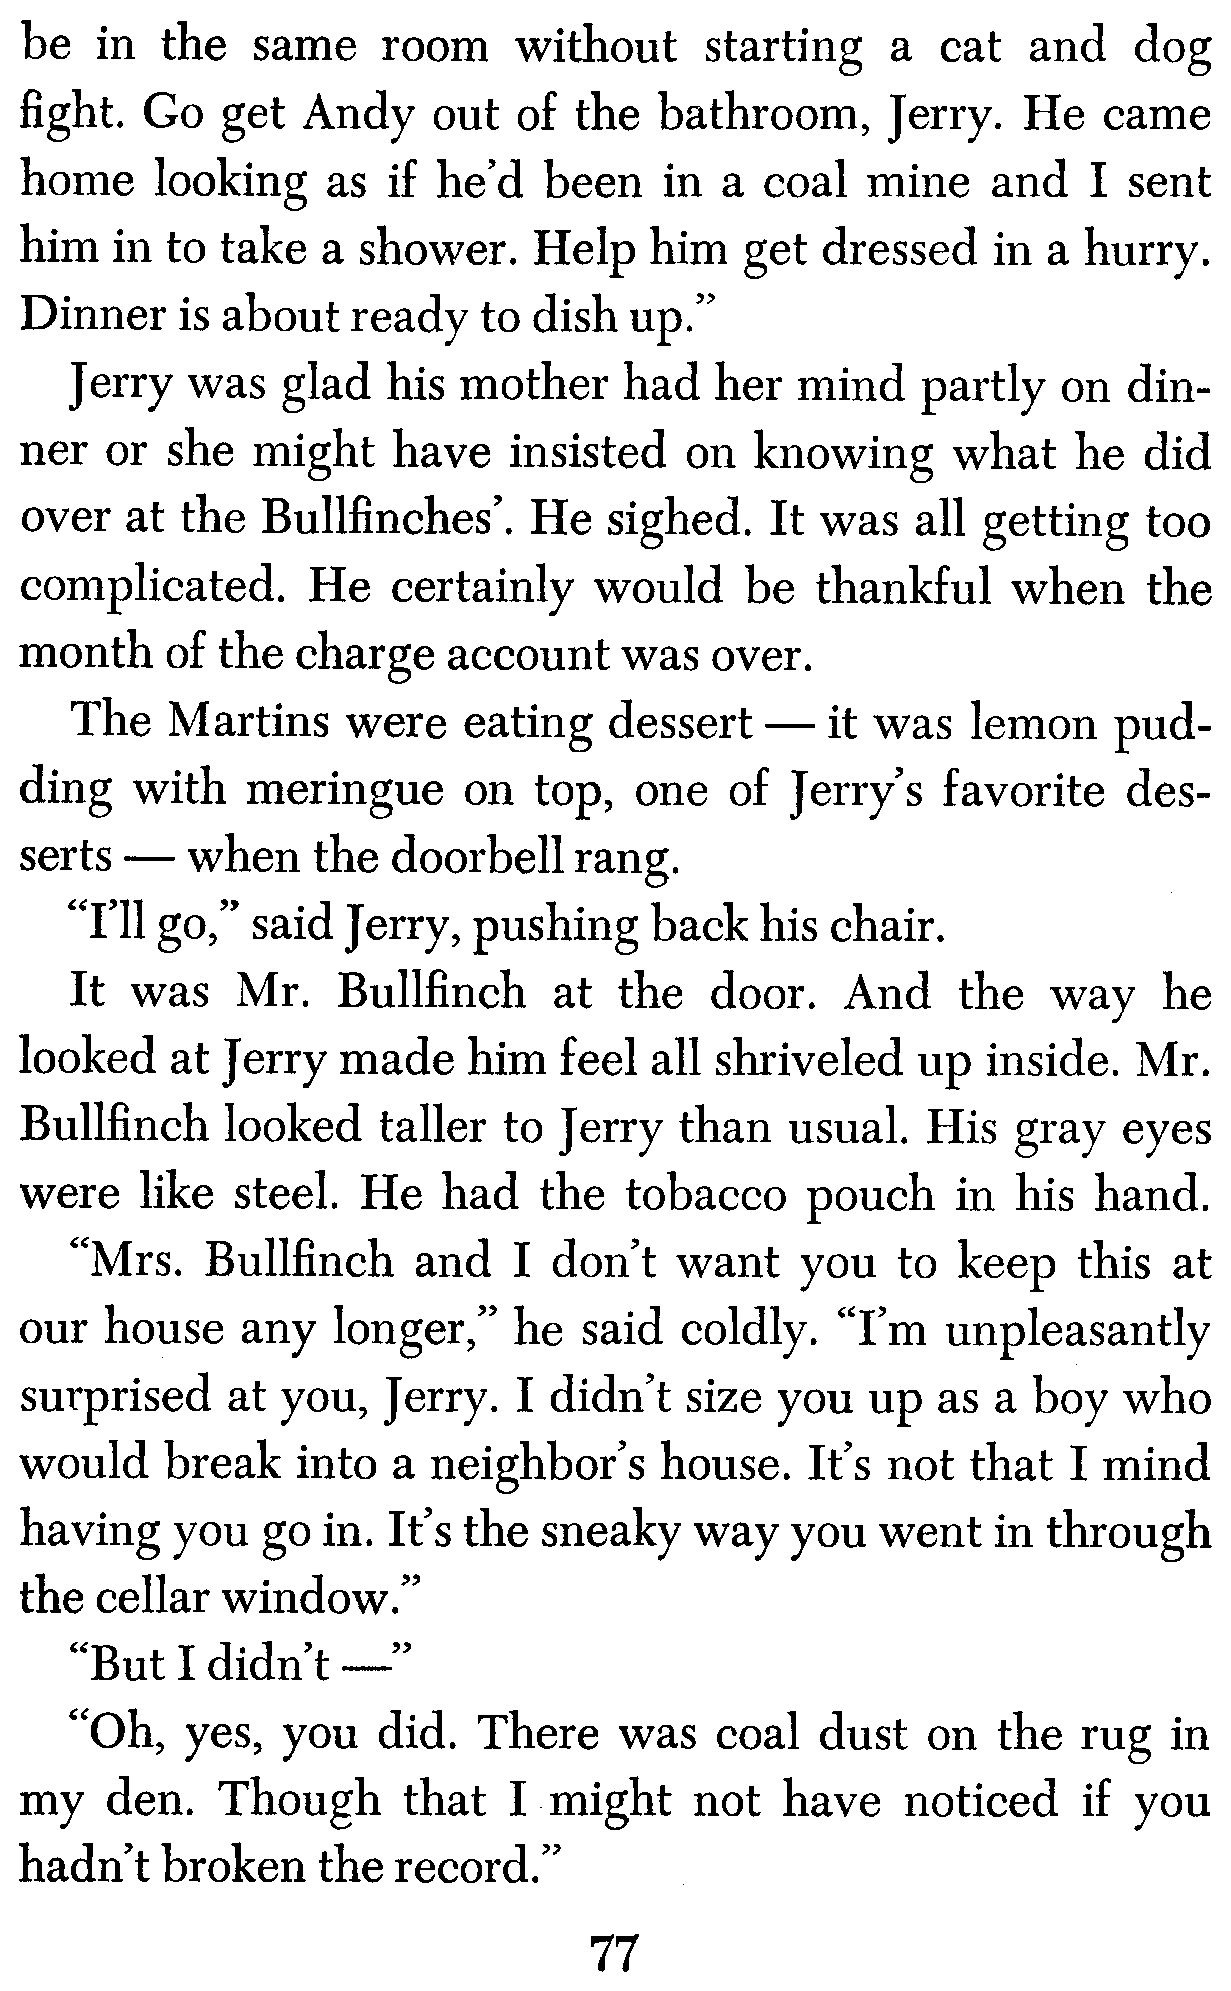 be in the same room without starting a cat and dog
fight. Go get Andy out of the bathroom, Jerry. He came
home looking as if he’d been in a coal mine and I sent
him in to take a shower. Help him get dressed in a hurry.
Dinner is about ready to dish up.”
Jerry was glad his mother had her mind partly on din-
ner or she might have insisted on knowing what he did
over at the Bullfinches’. He sighed. It was all getting too
complicated. He certainly would be thankful when the
month of the charge account was over.
The Martins were eating dessert — it was lemon pud-
ding with meringue on top, one of Jerry’s favorite des-
serts — when the doorbell rang.
“I’ll go,” said Jerry, pushing back his chair.
It was Mr. Bullfinch at the door. And the way he
looked at Jerry made him feel all shriveled up inside. Mr.
Bullfinch looked taller to Jerry than usual. His gray eyes
were like steel. He had the tobacco pouch in his hand.
“Mrs. Bullfinch and I don’t want you to keep this at
our house any longer,” he said coldly. “I’m unpleasantly
surprised at you, Jerry. I didn’t size you up as a boy who
would break into a neighbor’s house. It’s not that I mind
having you go in. It’s the sneaky way you went in through
the cellar window.”
“But I didn’t —”
“Oh, yes, you did. There was coal dust on the rug in
my den. Though that I might not have noticed if you
hadn’t broken the record.”
77